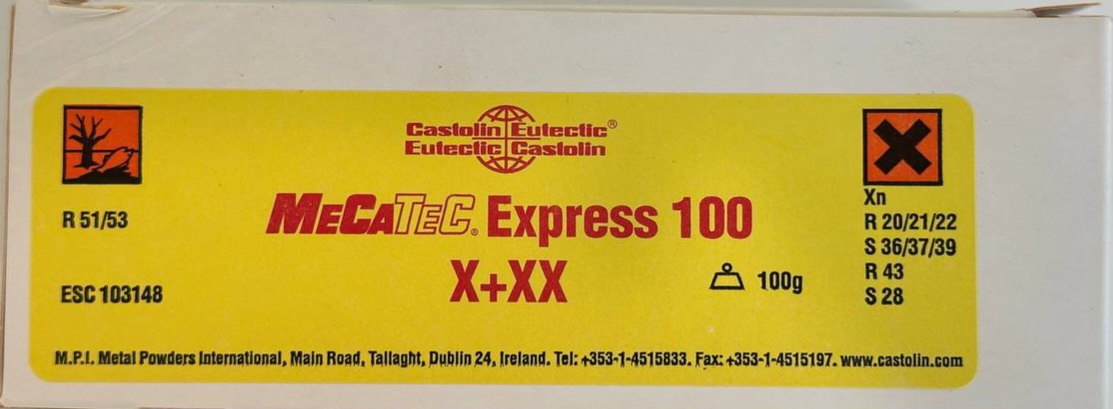 Castolin Eutectic®
Eutectic Castolin
MeCaTeC® Express 100
X+XX
100g
R 51/53
ESC 103148
Xn
R 20/21/22
S 36/37/39
R 43
S 28
M.P.I. Metal Powders International, Main Road, Tallaght, Dublin 24, Ireland. Tel: +353-1-4515833. Fax: +353-1-4515197. www.castolin.com